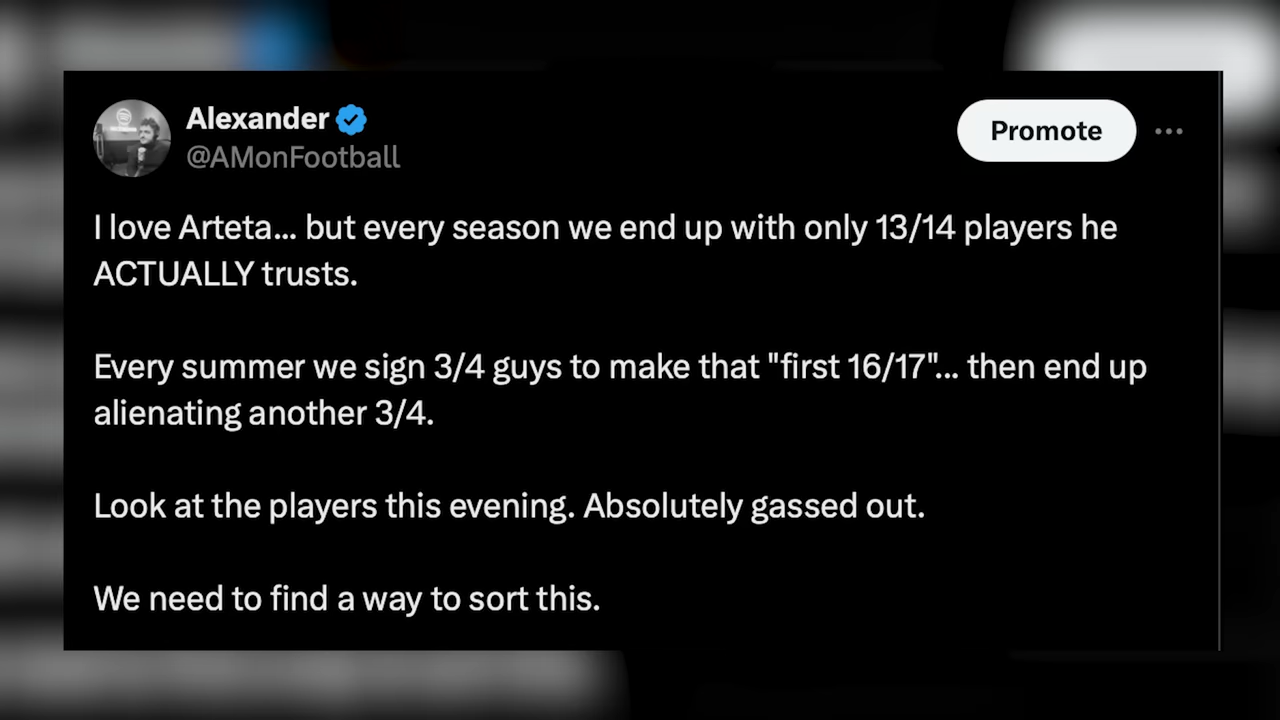 Alexander
@AMonFootball
Promote
I love Arteta... but every season we end up with only 13/14 players he
ACTUALLY trusts.
Every summer we sign 3/4 guys to make that "first 16/17"... then end up
alienating another 3/4.
Look at the players this evening. Absolutely gassed out.
We need to find a way to sort this.